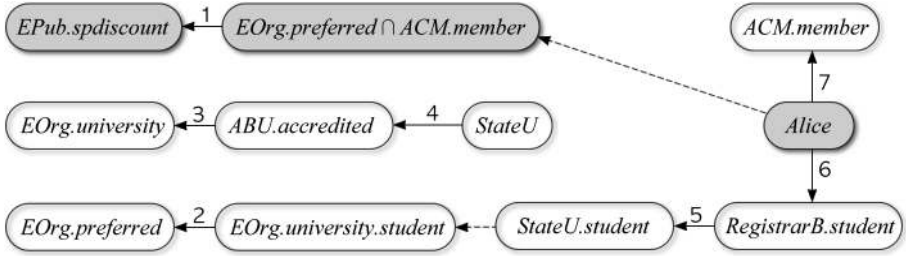 EPub.spdiscount 1 EOrg.preferred ∩ ACM.member ACM.member
7
EOrg.university 3 ABU.accredited 4 StateU Alice
6
EOrg.preferred 2 EOrg.university.student StateU.student 5 RegistrarB.student